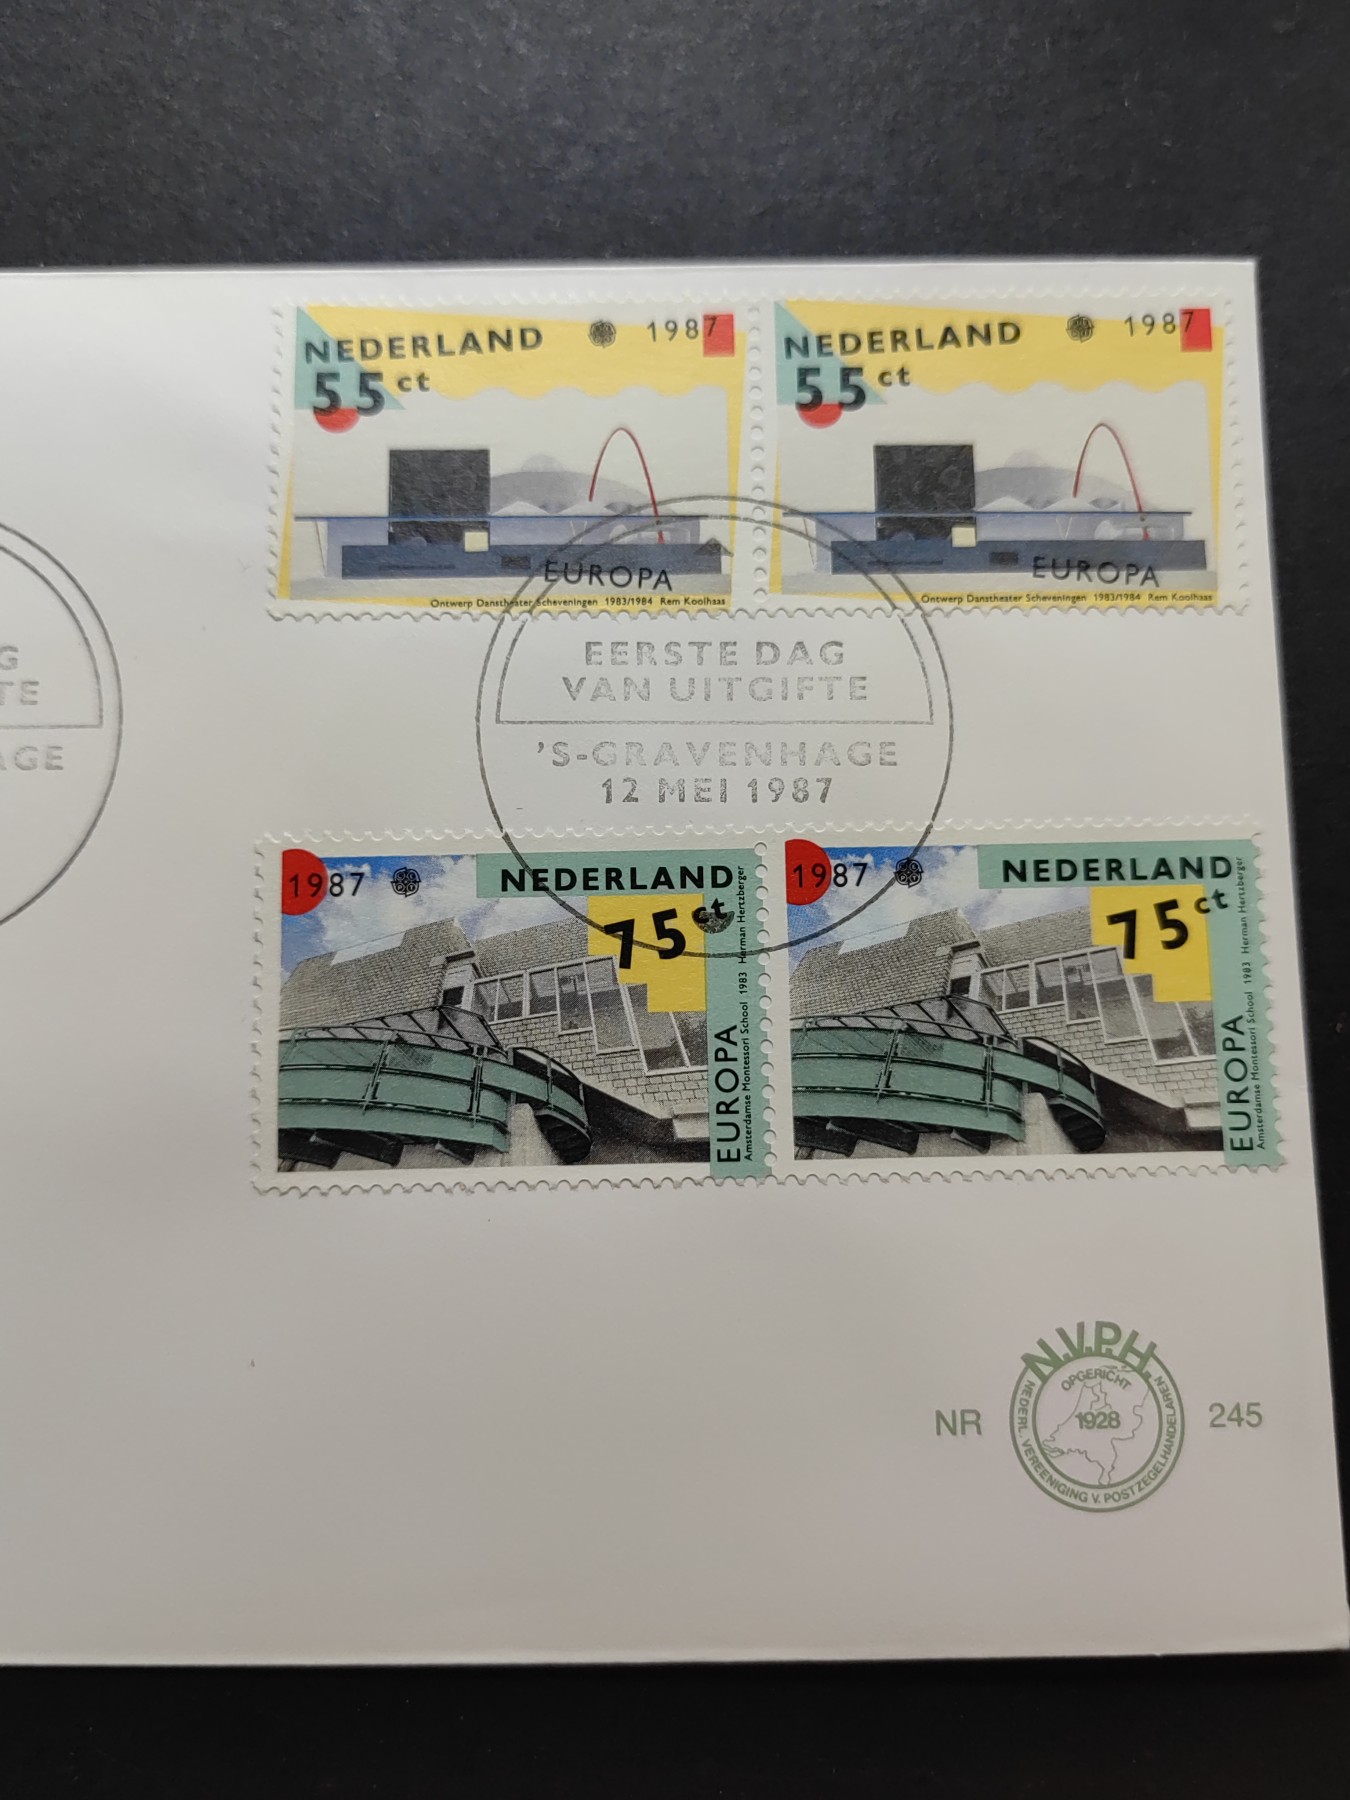 NEDERLAND 1987
55 ct
EUROPA
Ontwerp Danstheater Scheveningen 1983/1984 Rem Koolhaas
NEDERLAND 1987
55 ct
EUROPA
Ontwerp Danstheater Scheveningen 1983/1984 Rem Koolhaas
G
TE
AGE
EERSTE DAG
VAN UITGIFTE
'S-GRAVENHAGE
12 MEI 1987
1987 NEDERLAND
75 ct
EUROPA
Amsterdamse Montessori School 1983 Herman Hertzberger
1987 NEDERLAND
75 ct
EUROPA
Amsterdamse Montessori School 1983 Herman Hertzberger
N.V.P.H.
OPGERICHT
NR 1928 245
NEDERL. VEREENIGING V. POSTZEGELHANDELAREN